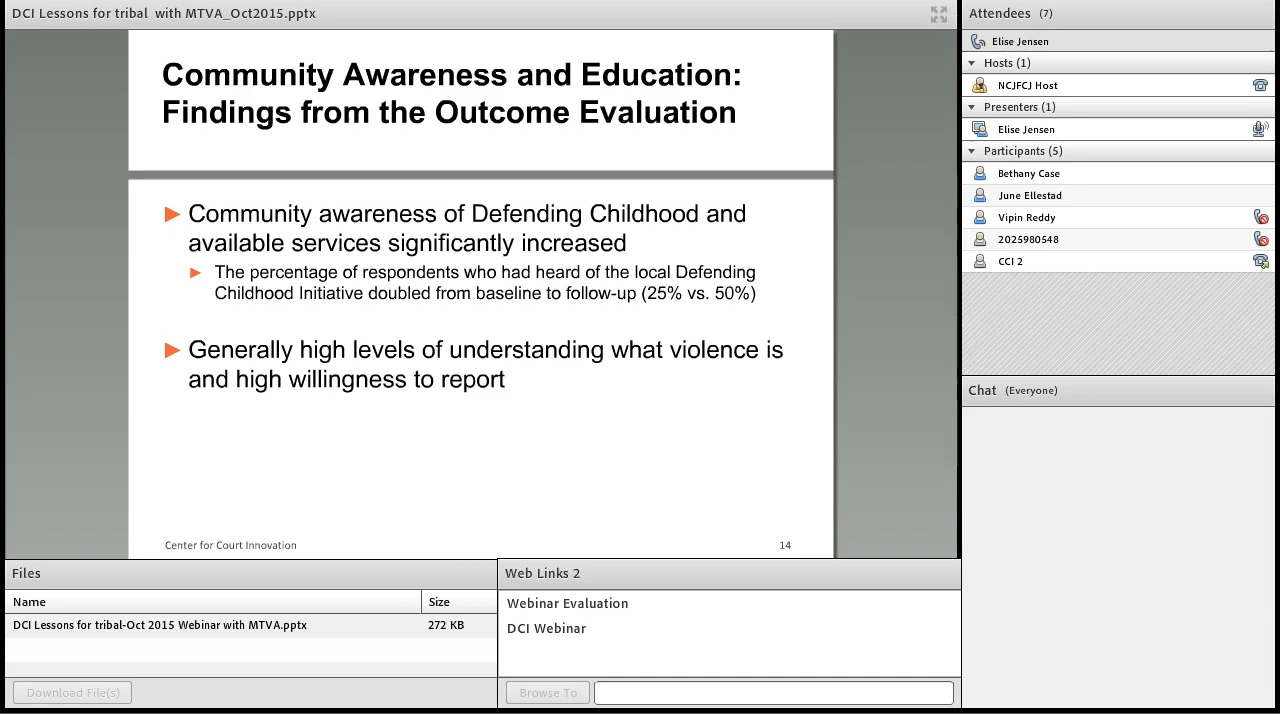 DCI Lessons for tribal  with MTVA_Oct2015.pptx
Community Awareness and Education:
Findings from the Outcome Evaluation
Community awareness of Defending Childhood and
available services significantly increased
The percentage of respondents who had heard of the local Defending
Childhood Initiative doubled from baseline to follow-up (25% vs. 50%)
Generally high levels of understanding what violence is
and high willingness to report
Center for Court Innovation
14
Attendees (7)
Elise Jensen
Hosts (1)
NCJFCJ Host
Presenters (1)
Elise Jensen
Participants (5)
Bethany Case
June Ellestad
Vipin Reddy
2025980548
CCI 2
Chat (Everyone)
Files
Name
Size
DCI Lessons for tribal-Oct 2015 Webinar with MTVA.pptx
272 KB
Download File(s)
Web Links 2
Webinar Evaluation
DCI Webinar
Browse To